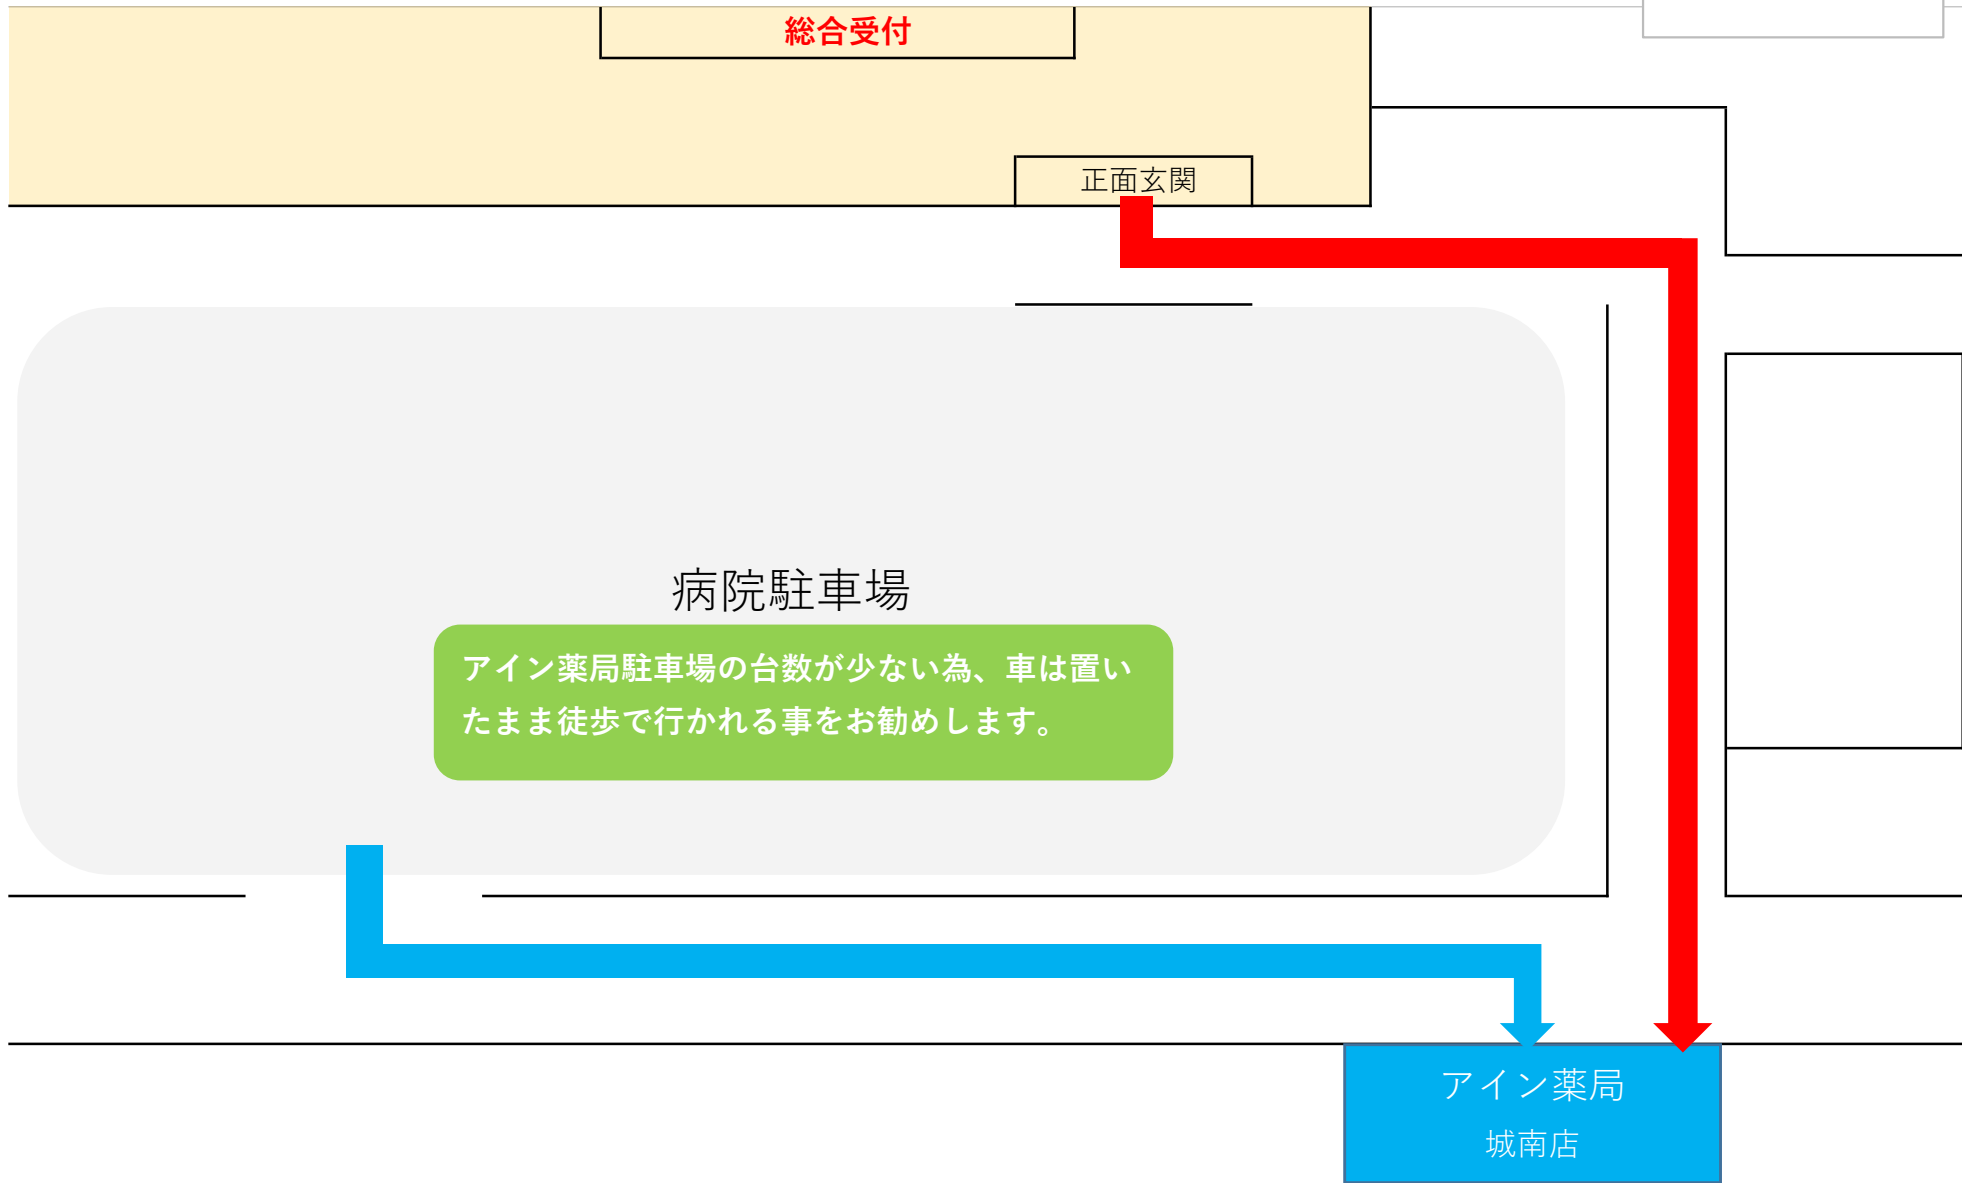 総合受付
正面玄関
病院駐車場
アイン薬局駐車場の台数が少ない為、車は置い
たまま徒歩で行かれる事をお勧めします。
アイン薬局
城南店